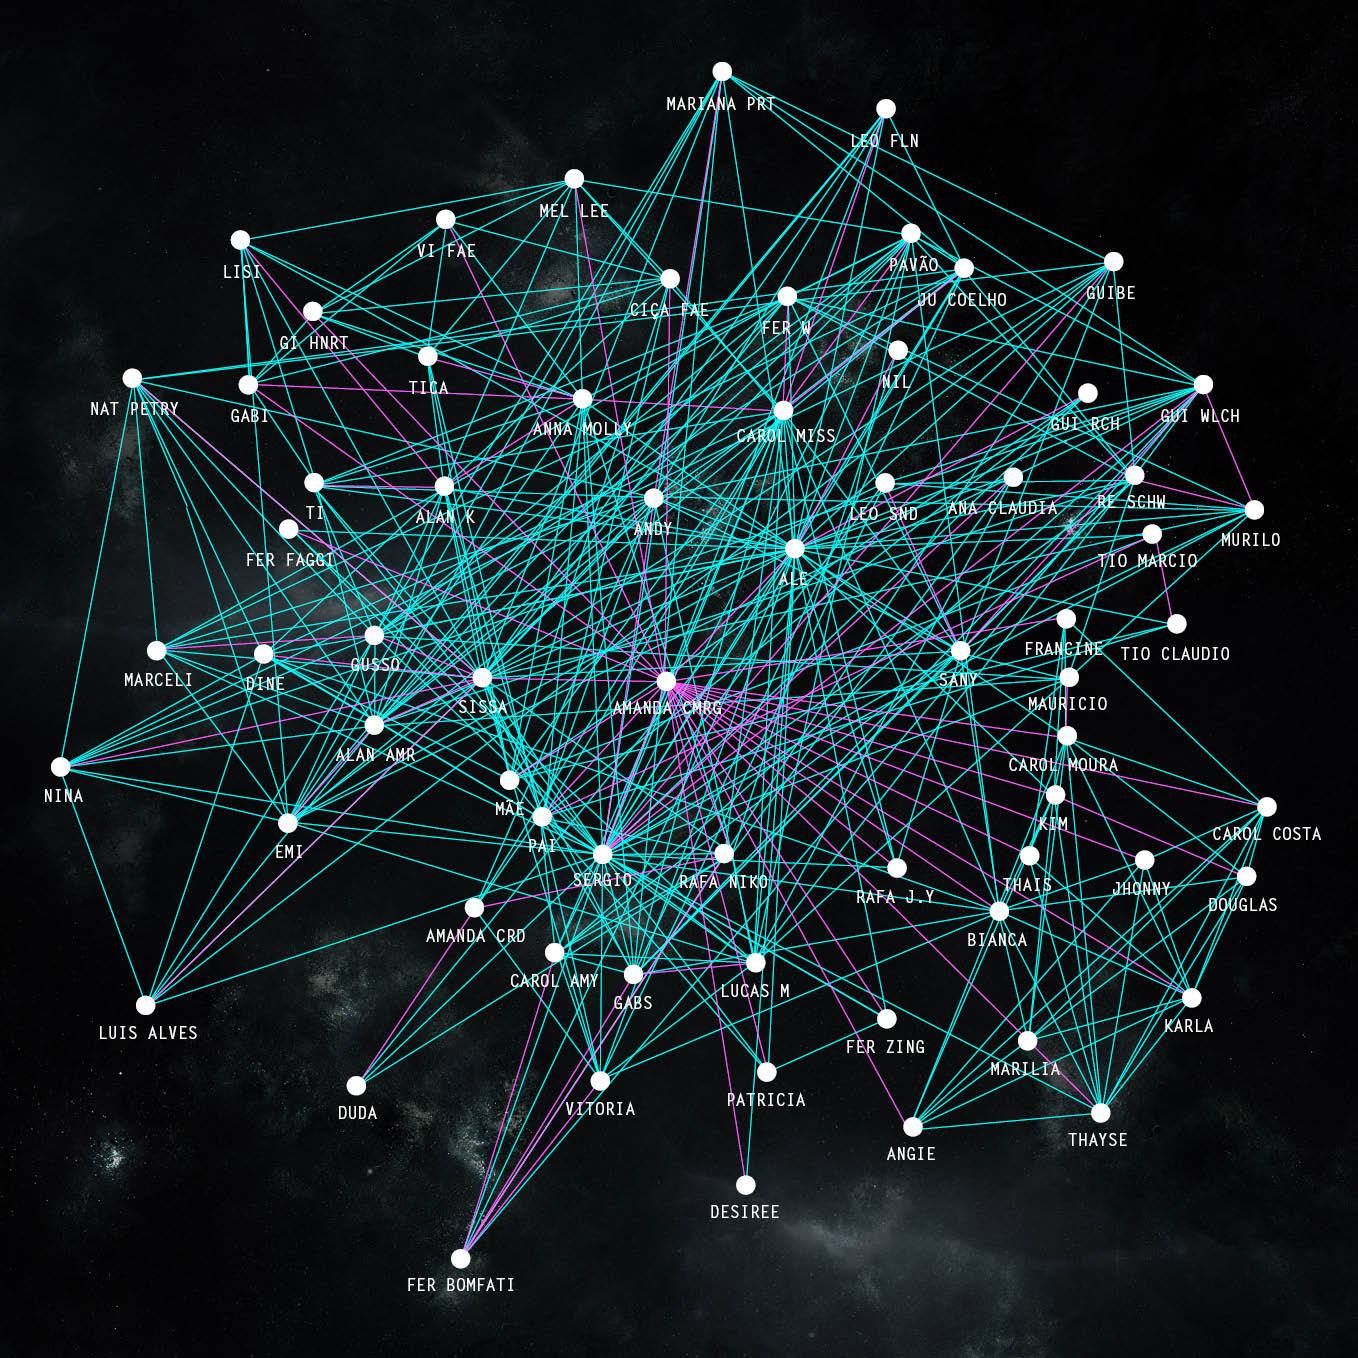 MARIANA PRT
LEO FLN
MEL LEE
VI FAE
PAVÃO
LISI
JU COELHO
GUIBE
CIÇA FAE
FER W
GI HNRT
NIL
TICA
NAT PETRY
GABI
GUI WLCH
GUI RCH
ANNA MOLLY
CAROL MISS
RE SCHW
ANA CLAUDIA
TI
ALAN K
LEO SND
ANDY
MURILO
FER FAGGI
TIO MARCIO
ALE
FRANCINE
TIO CLAUDIO
GUSSO
MARCELI
DINE
SANY
MAURICIO
SISSA
AMANDA CMRG
ALAN AMR
CAROL MOURA
NINA
MÃE
KIM
CAROL COSTA
PAI
EMI
SERGIO
RAFA NIKO
THAIS
JHONNY
RAFA J.Y
DOUGLAS
AMANDA CRD
BIANCA
CAROL AMY
LUCAS M
GABS
KARLA
LUIS ALVES
FER ZING
MARILIA
PATRICIA
VITORIA
DUDA
THAYSE
ANGIE
DESIREE
FER BOMFATI